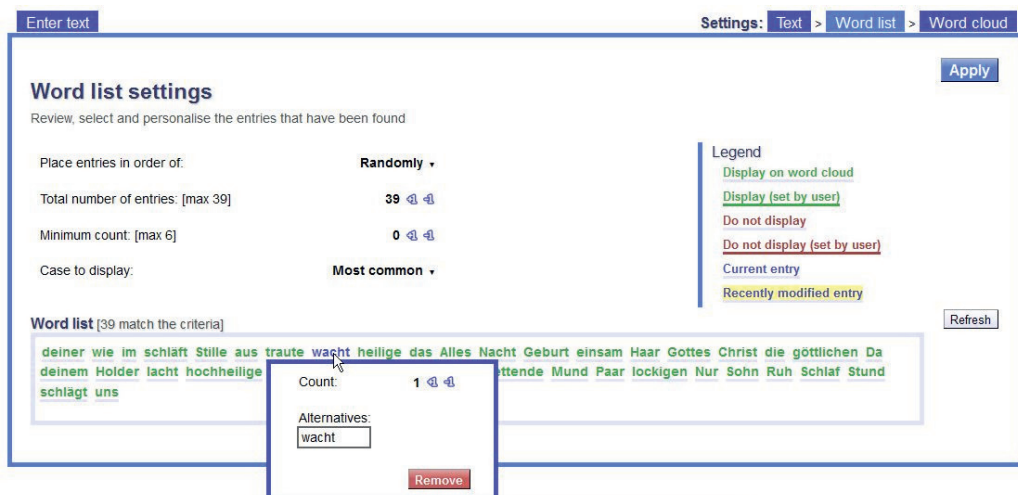 Enter text
Settings: Text > Word list > Word cloud
Apply
Word list settings
Review, select and personalise the entries that have been found
Place entries in order of: Randomly
Total number of entries: [max 39] 39
Minimum count: [max 6] 0
Case to display: Most common
Legend
Display on word cloud
Display (set by user)
Do not display
Do not display (set by user)
Current entry
Recently modified entry
Word list [39 match the criteria]
Refresh
deiner wie im schläft Stille aus traute wacht heilige das Alles Nacht Geburt einsam Haar Gottes Christ die göttlichen Da
deinem Holder lacht hochheilige ettende Mund Paar lockigen Nur Sohn Ruh Schlaf Stund
schlägt uns
Count: 1
Alternatives:
wacht
Remove